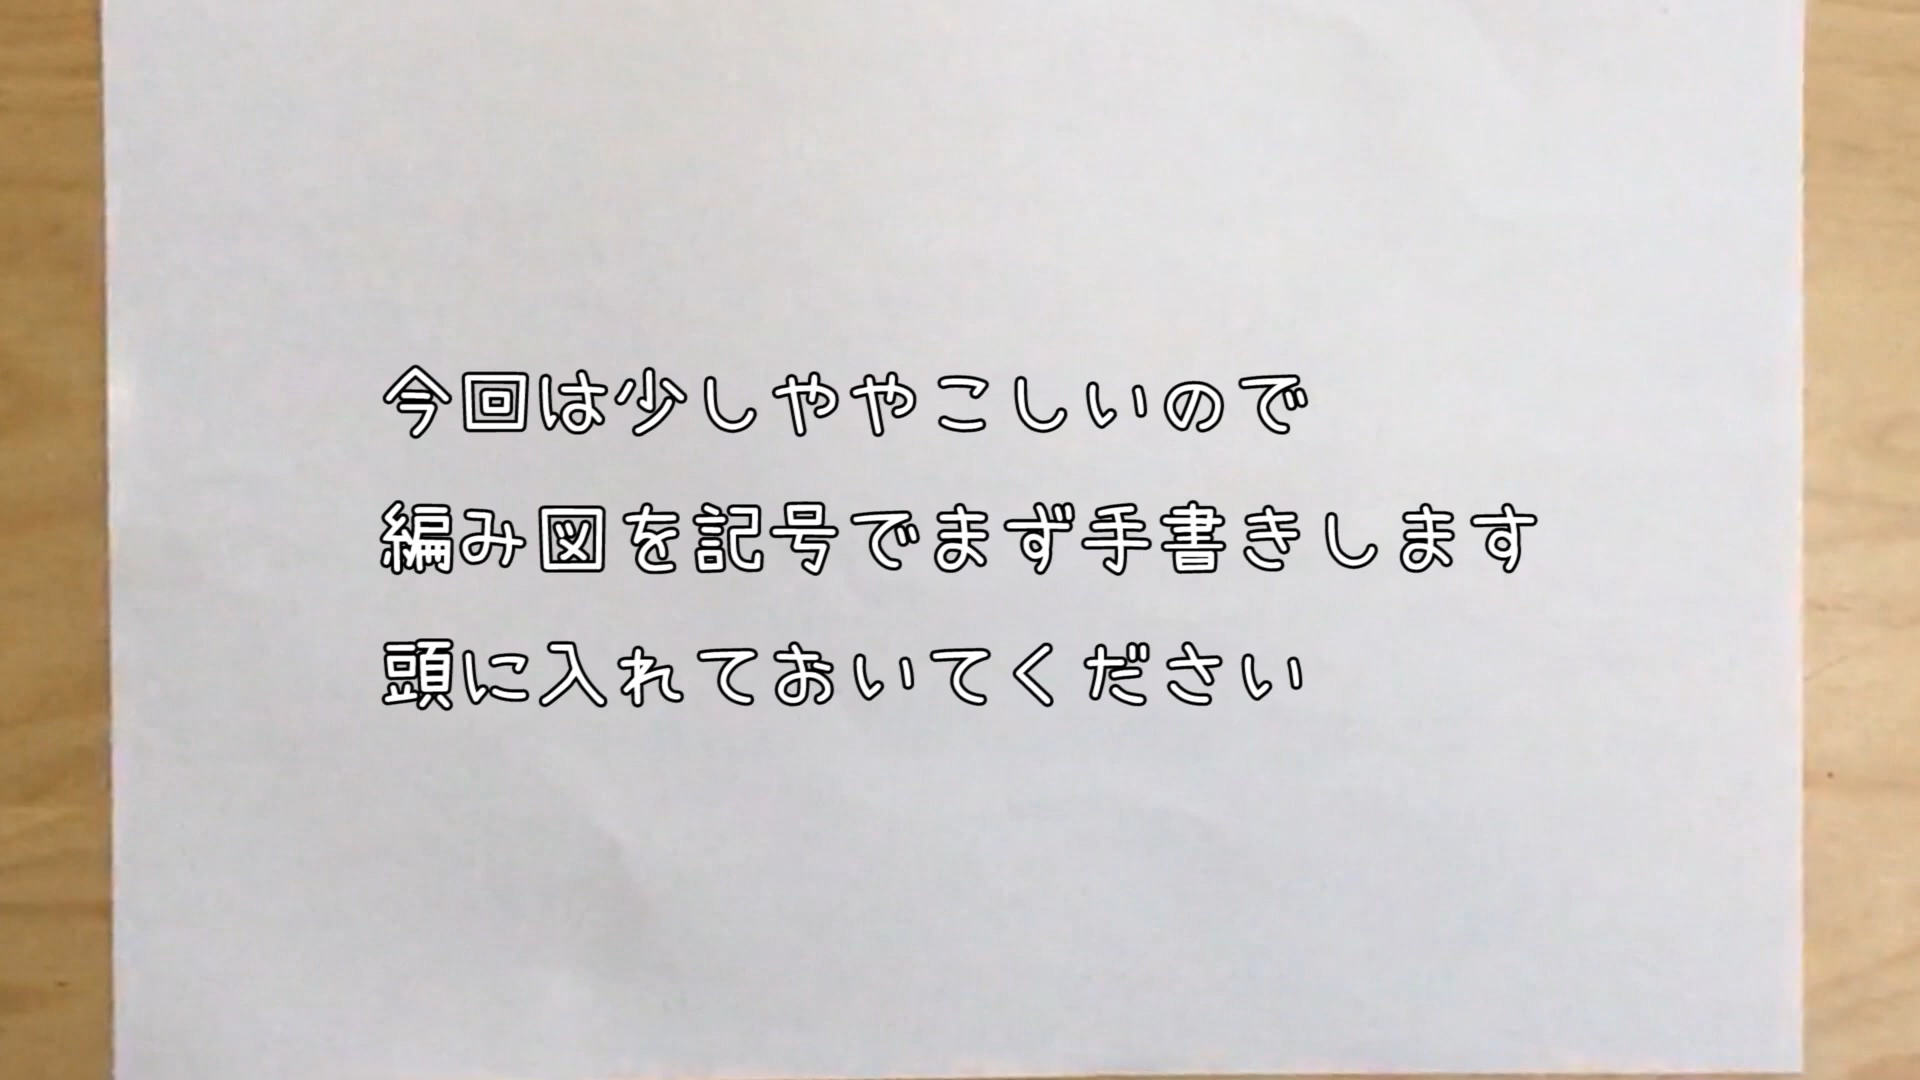 今回は少しややこしいので
編み図を記号でまず手書きします
頭に入れておいてください